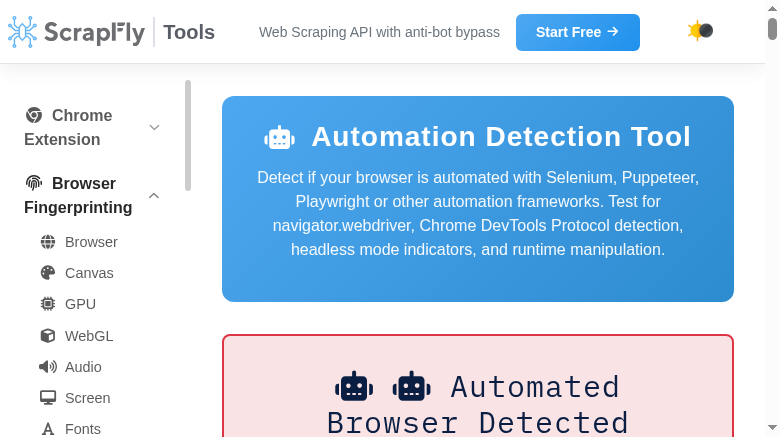 ScrapFly Tools
Web Scraping API with anti-bot bypass
Start Free
Chrome
Extension
Browser
Fingerprinting
Browser
Canvas
GPU
WebGL
Audio
Screen
Fonts
Automation Detection Tool
Detect if your browser is automated with Selenium, Puppeteer,
Playwright or other automation frameworks. Test for
navigator.webdriver, Chrome DevTools Protocol detection,
headless mode indicators, and runtime manipulation.
Automated
Browser Detected